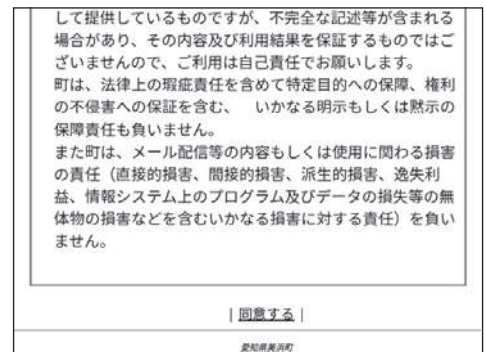 して提供しているものですが、不完全な記述等が含まれる
場合があり、その内容及び利用結果を保証するものではご
ざいませんので、ご利用は自己責任でお願いします。
町は、法律上の瑕疵責任を含めて特定目的への保障、権利
の不侵害への保証を含む、　いかなる明示もしくは黙示の
保障責任も負いません。
また町は、メール配信等の内容もしくは使用に関わる損害
の責任（直接的損害、間接的損害、派生的損害、逸失利
益、情報システム上のプログラム及びデータの損失等の無
体物の損害などを含むいかなる損害に対する責任）を負い
ません。
| 同意する |
愛知県美浜町